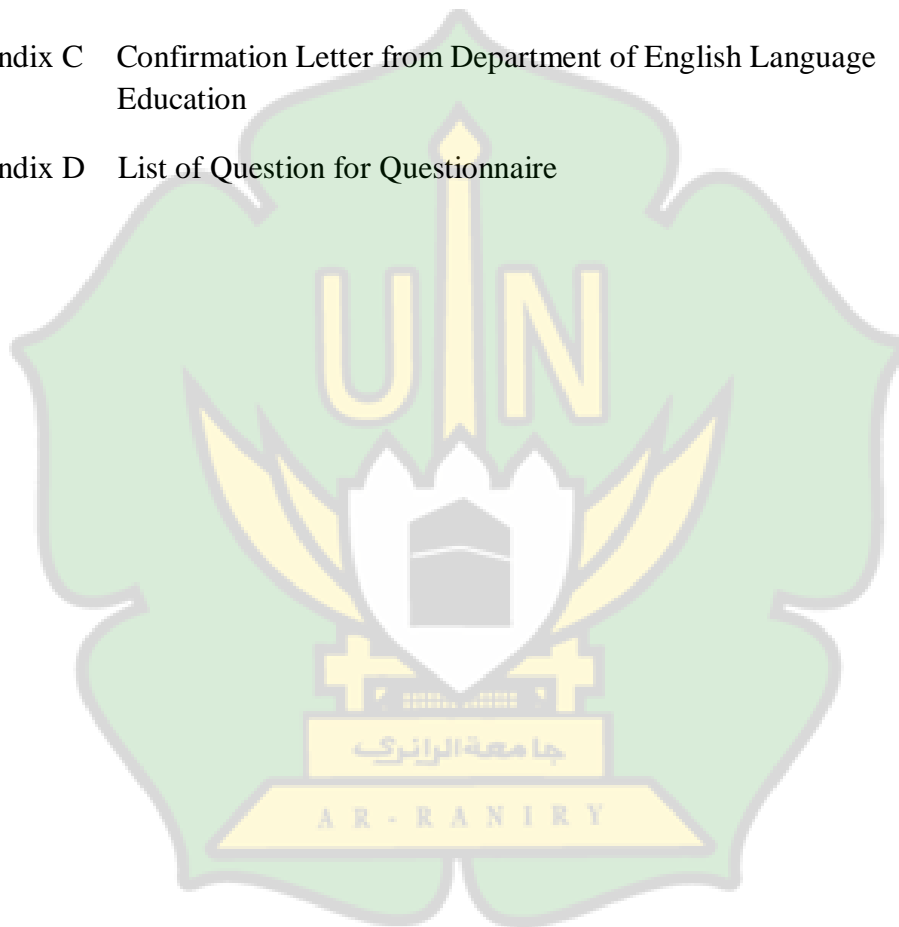 ndix C Confirmation Letter from Department of English Language
Education
ndix D List of Question for Questionnaire
UIN
جامعة الرانري
AR-RANIRY